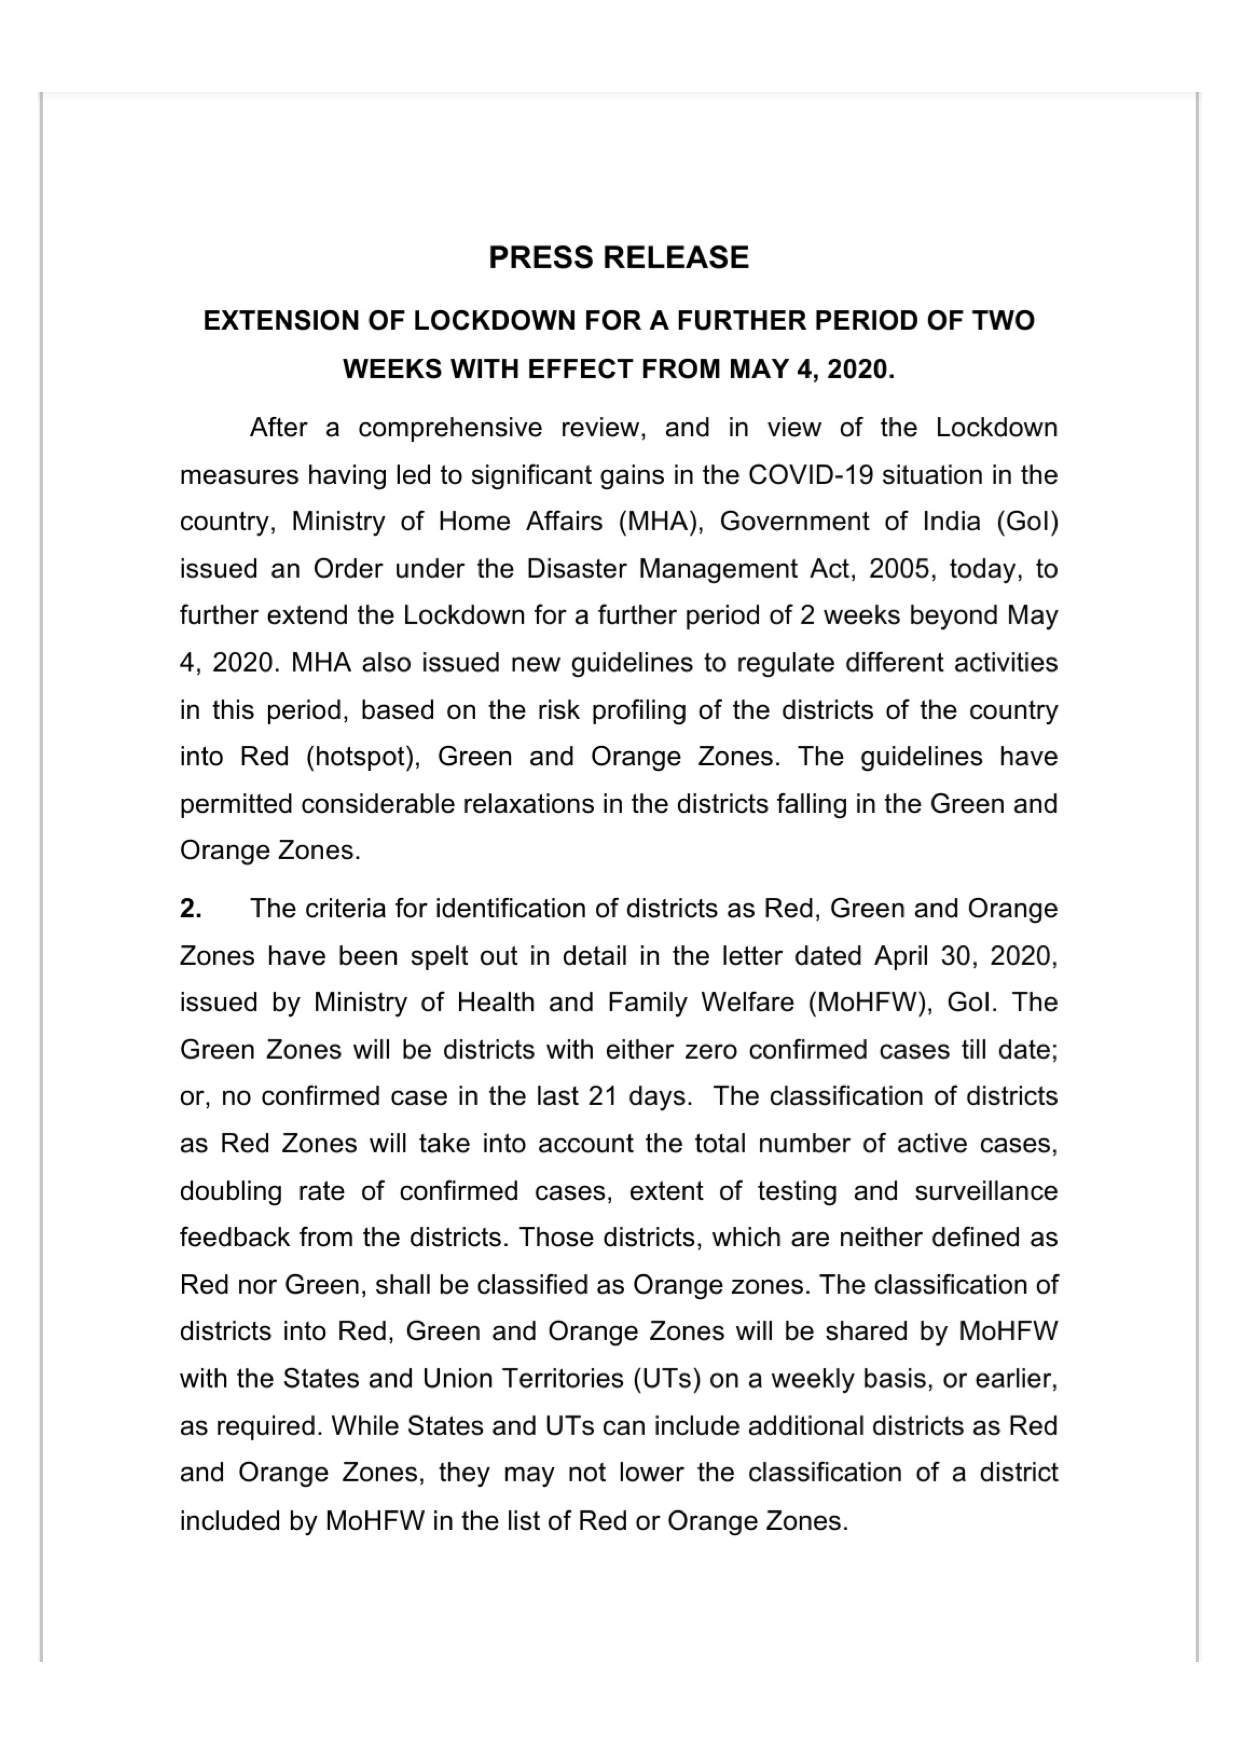 PRESS RELEASE
EXTENSION OF LOCKDOWN FOR A FURTHER PERIOD OF TWO
WEEKS WITH EFFECT FROM MAY 4, 2020.
After a comprehensive review, and in view of the Lockdown
measures having led to significant gains in the COVID-19 situation in the
country, Ministry of Home Affairs (MHA), Government of India (GoI)
issued an Order under the Disaster Management Act, 2005, today, to
further extend the Lockdown for a further period of 2 weeks beyond May
4, 2020. MHA also issued new guidelines to regulate different activities
in this period, based on the risk profiling of the districts of the country
into Red (hotspot), Green and Orange Zones. The guidelines have
permitted considerable relaxations in the districts falling in the Green and
Orange Zones.
2. The criteria for identification of districts as Red, Green and Orange
Zones have been spelt out in detail in the letter dated April 30, 2020,
issued by Ministry of Health and Family Welfare (MoHFW), GoI. The
Green Zones will be districts with either zero confirmed cases till date;
or, no confirmed case in the last 21 days. The classification of districts
as Red Zones will take into account the total number of active cases,
doubling rate of confirmed cases, extent of testing and surveillance
feedback from the districts. Those districts, which are neither defined as
Red nor Green, shall be classified as Orange zones. The classification of
districts into Red, Green and Orange Zones will be shared by MoHFW
with the States and Union Territories (UTs) on a weekly basis, or earlier,
as required. While States and UTs can include additional districts as Red
and Orange Zones, they may not lower the classification of a district
included by MoHFW in the list of Red or Orange Zones.